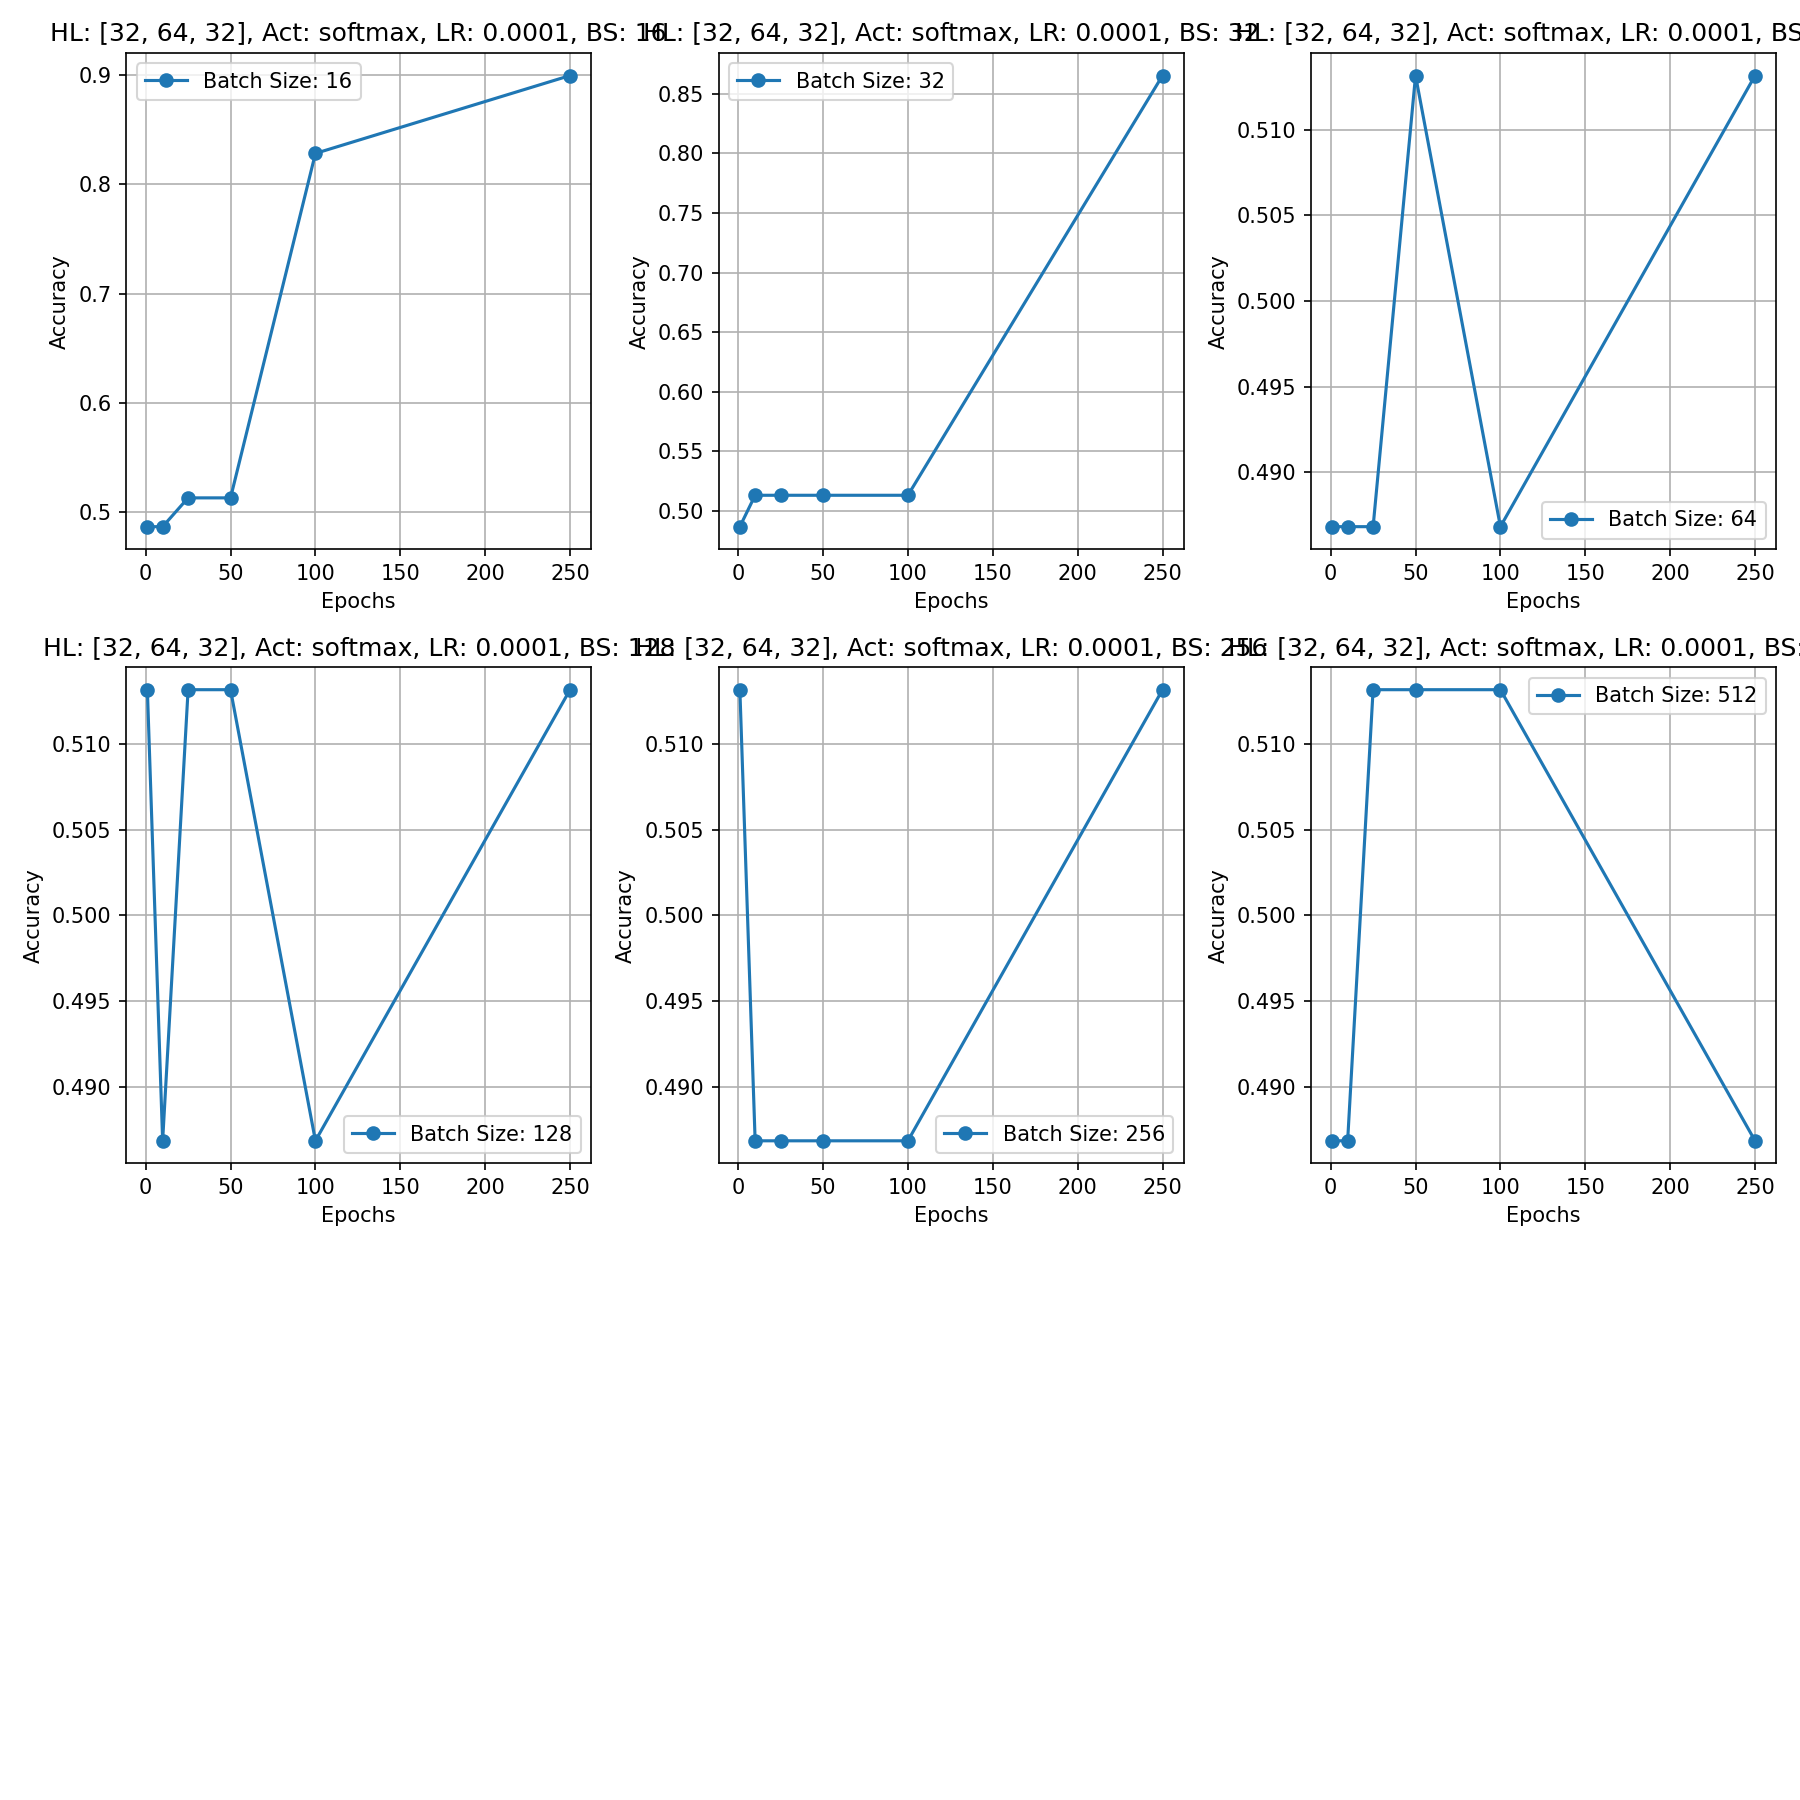 HL: [32, 64, 32], Act: softmax, LR: 0.0001, BS: 16
Batch Size: 16
Accuracy
0.9
0.8
0.7
0.6
0.5
0 50 100 150 200 250
Epochs
HL: [32, 64, 32], Act: softmax, LR: 0.0001, BS: 32
Batch Size: 32
Accuracy
0.85
0.80
0.75
0.70
0.65
0.60
0.55
0.50
0 50 100 150 200 250
Epochs
HL: [32, 64, 32], Act: softmax, LR: 0.0001, BS
Accuracy
0.510
0.505
0.500
0.495
0.490
Batch Size: 64
0 50 100 150 200 250
Epochs
HL: [32, 64, 32], Act: softmax, LR: 0.0001, BS: 128
Accuracy
0.510
0.505
0.500
0.495
0.490
Batch Size: 128
0 50 100 150 200 250
Epochs
HL: [32, 64, 32], Act: softmax, LR: 0.0001, BS: 256
Accuracy
0.510
0.505
0.500
0.495
0.490
Batch Size: 256
0 50 100 150 200 250
Epochs
HL: [32, 64, 32], Act: softmax, LR: 0.0001, BS:
Batch Size: 512
Accuracy
0.510
0.505
0.500
0.495
0.490
0 50 100 150 200 250
Epochs